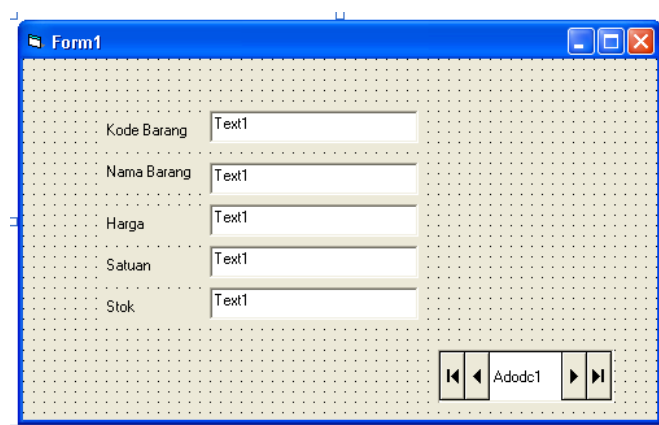 Form1
Kode Barang Text1
Nama Barang Text1
Harga Text1
Satuan Text1
Stok Text1
Adodc1